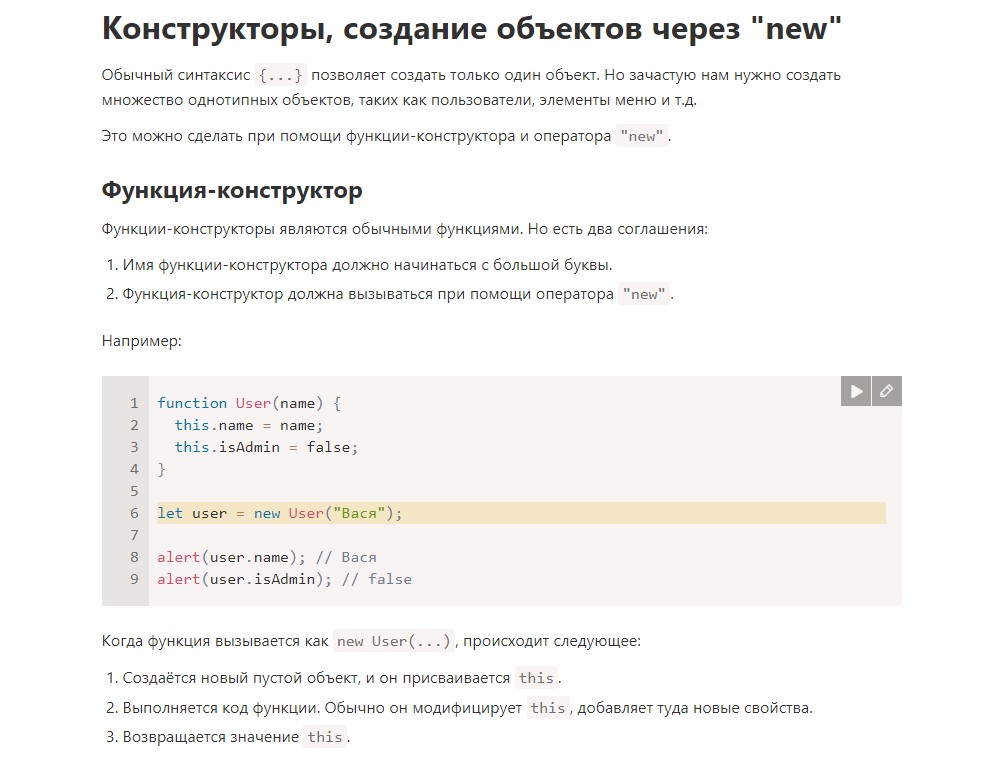 Конструкторы, создание объектов через "new"
Обычный синтаксис {...} позволяет создать только один объект. Но зачастую нам нужно создать
множество однотипных объектов, таких как пользователи, элементы меню и т.д.
Это можно сделать при помощи функции-конструктора и оператора "new".
Функция-конструктор
Функции-конструкторы являются обычными функциями. Но есть два соглашения:
1. Имя функции-конструктора должно начинаться с большой буквы.
2. Функция-конструктор должна вызываться при помощи оператора "new".
Например:
1 function User(name) {
2   this.name = name;
3   this.isAdmin = false;
4 }
5
6 let user = new User("Вася");
7
8 alert(user.name); // Вася
9 alert(user.isAdmin); // false
Когда функция вызывается как new User(...), происходит следующее:
1. Создаётся новый пустой объект, и он присваивается this.
2. Выполняется код функции. Обычно он модифицирует this, добавляет туда новые свойства.
3. Возвращается значение this.